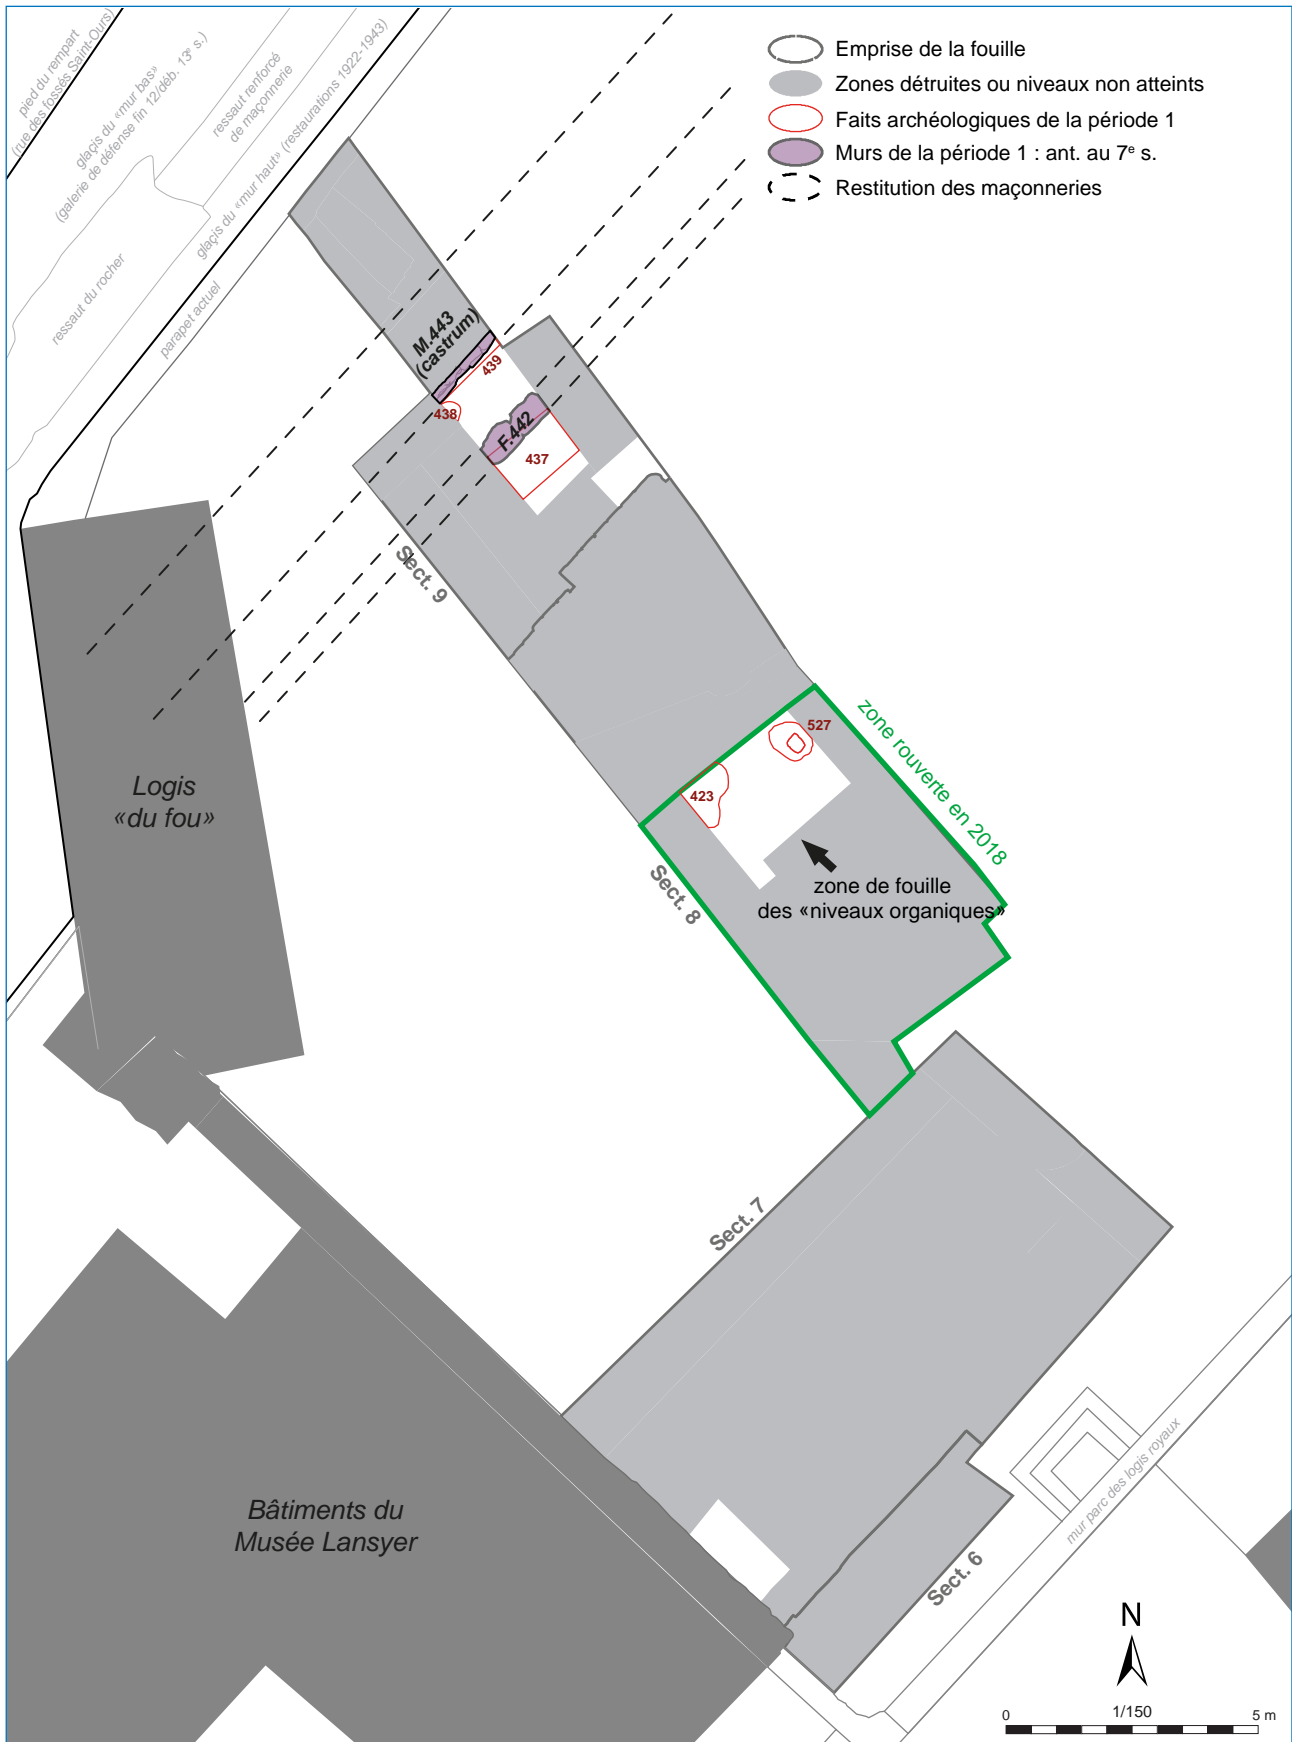 pied du rempart
(rue des fossés Saint-Ours)
glaçis du «mur bas»
(galerie de défense fin 12/déb. 13e s.)
ressaut renforcé
de maçonnerie
glaçis du «mur haut» (restaurations 1922-1943)
ressaut du rocher
parapet actuel
Emprise de la fouille
Zones détruites ou niveaux non atteints
Faits archéologiques de la période 1
Murs de la période 1 : ant. au 7e s.
Restitution des maçonneries
M.443
(castrum)
439
438
F.442
437
Sect. 9
Logis
«du fou»
527
423
zone rouverte en 2018
zone de fouille
des «niveaux organiques»
Sect. 8
Sect. 7
Bâtiments du
Musée Lansyer
mur parc des logis royaux
Sect. 6
N
0 1/150 5 m